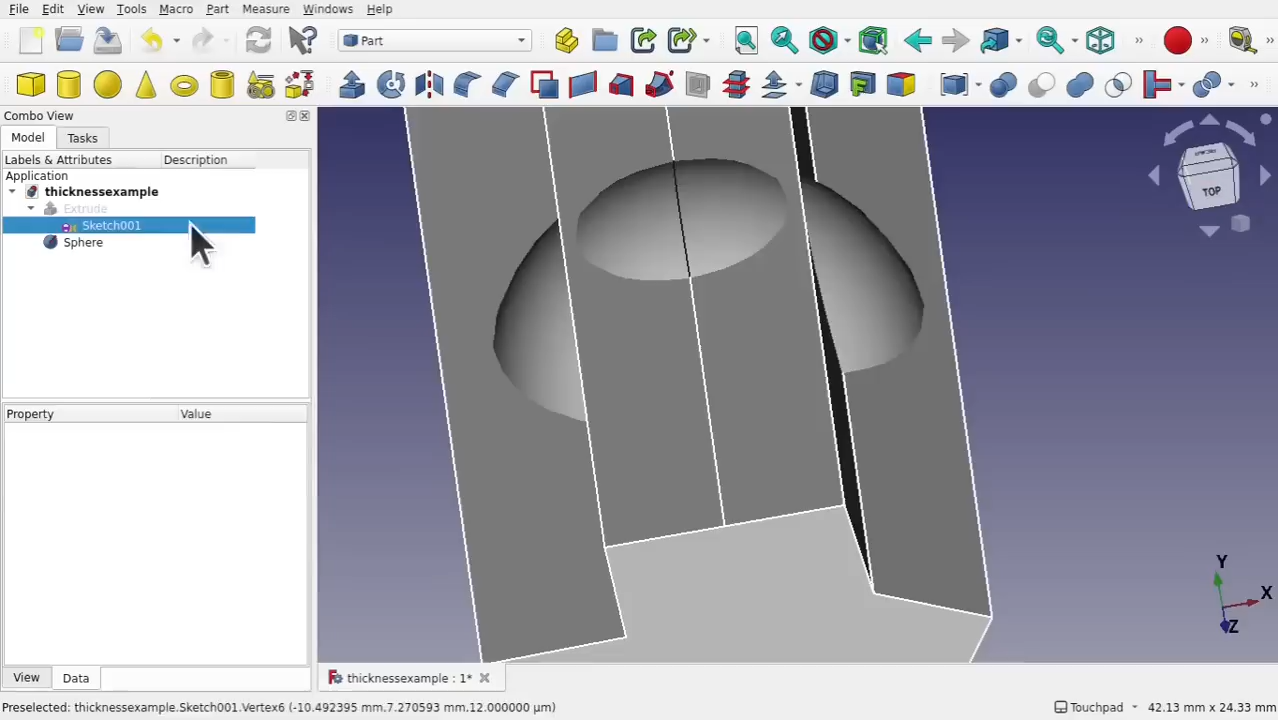 File Edit View Tools Macro Part Measure Windows Help
Part
Combo View
Model Tasks
Labels & Attributes Description
Application
thicknessexample
Extrude
Sketch001
Sphere
TOP
Property Value
Y
X
Z
View Data
thicknessexample : 1*
Preselected: thicknessexample.Sketch001.Vertex6 (-10.492395 mm,7.270593 mm,12.000000 µm) Touchpad 42.13 mm x 24.33 mm